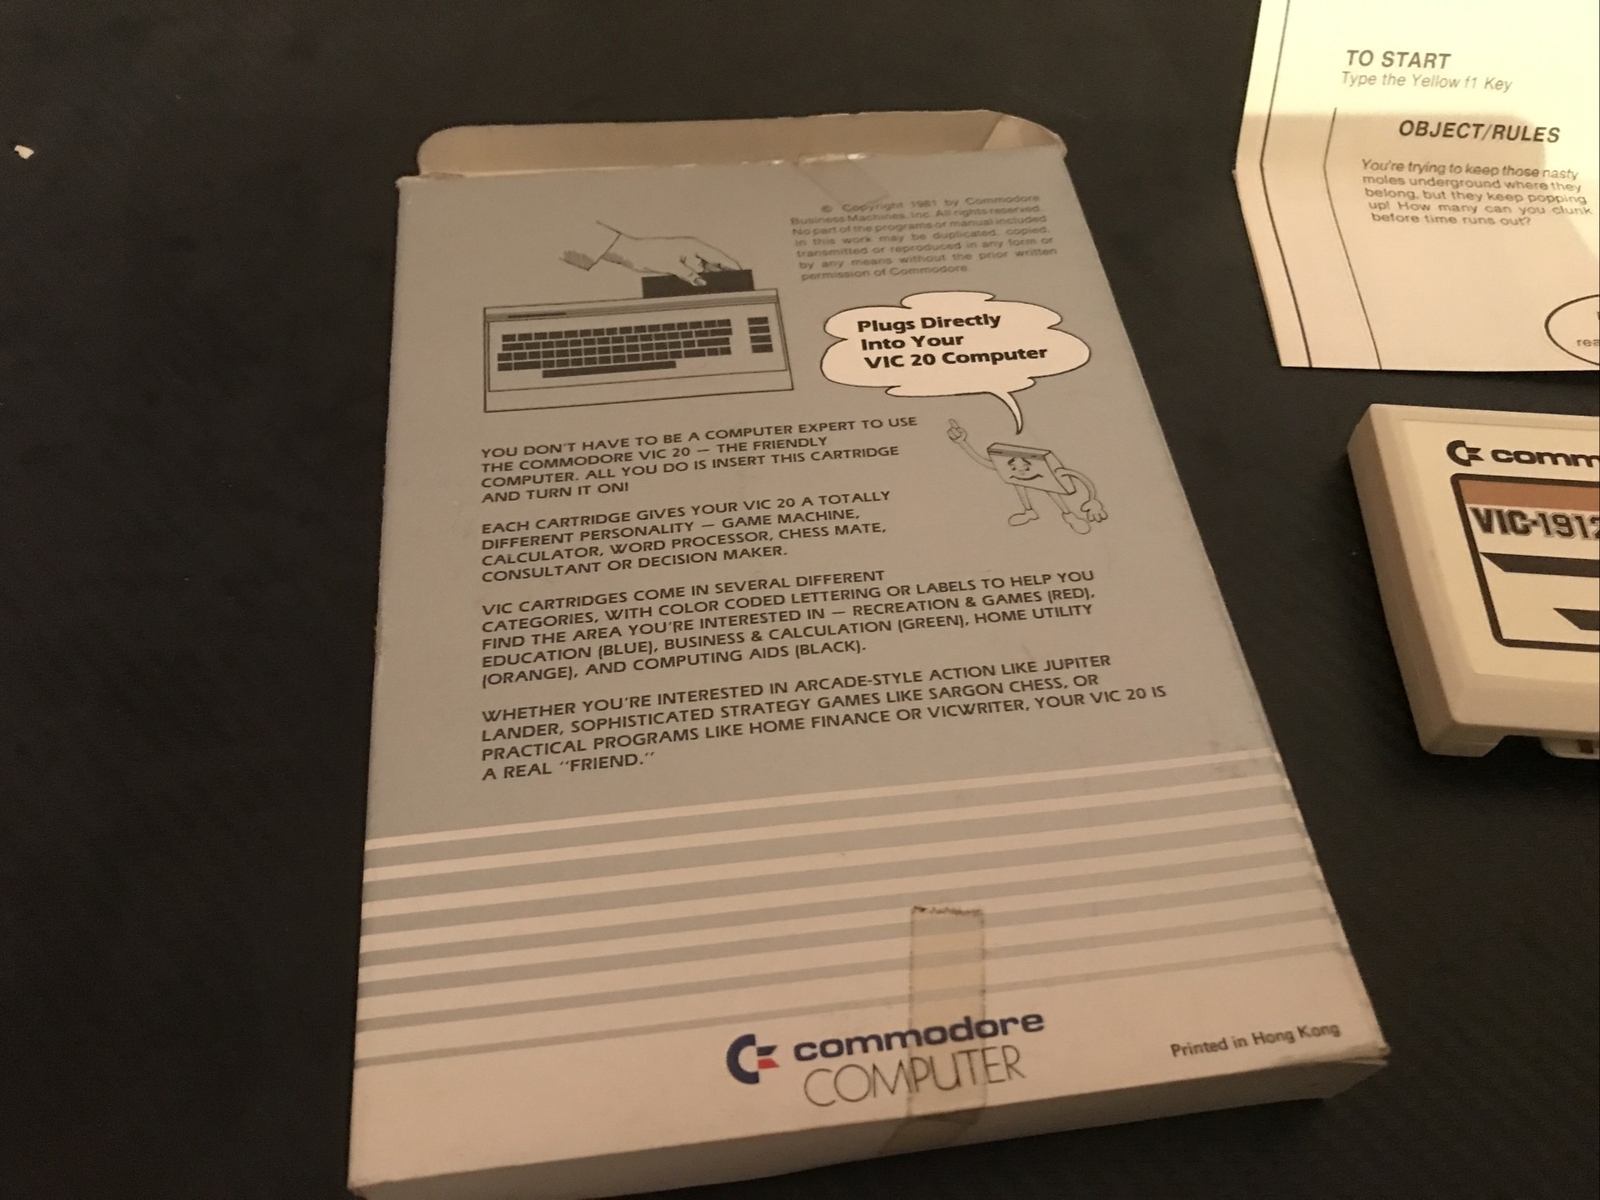 © Copyright 1981 by Commodore
Business Machines, Inc. All rights reserved.
No part of the programs or manual included
in this work may be duplicated, copied,
transmitted or reproduced in any form or
by any means without the prior written
permission of Commodore.
Plugs Directly
Into Your
VIC 20 Computer
YOU DON'T HAVE TO BE A COMPUTER EXPERT TO USE
THE COMMODORE VIC 20 — THE FRIENDLY
COMPUTER. ALL YOU DO IS INSERT THIS CARTRIDGE
AND TURN IT ON!
EACH CARTRIDGE GIVES YOUR VIC 20 A TOTALLY
DIFFERENT PERSONALITY — GAME MACHINE,
CALCULATOR, WORD PROCESSOR, CHESS MATE,
CONSULTANT OR DECISION MAKER.
VIC CARTRIDGES COME IN SEVERAL DIFFERENT
CATEGORIES, WITH COLOR CODED LETTERING OR LABELS TO HELP YOU
FIND THE AREA YOU'RE INTERESTED IN — RECREATION & GAMES (RED),
EDUCATION (BLUE), BUSINESS & CALCULATION (GREEN), HOME UTILITY
(ORANGE), AND COMPUTING AIDS (BLACK).
WHETHER YOU'RE INTERESTED IN ARCADE-STYLE ACTION LIKE JUPITER
LANDER, SOPHISTICATED STRATEGY GAMES LIKE SARGON CHESS, OR
PRACTICAL PROGRAMS LIKE HOME FINANCE OR VICWRITER, YOUR VIC 20 IS
A REAL "FRIEND."
commodore
COMPUTER
Printed in Hong Kong
TO START
Type the Yellow f1 Key
OBJECT/RULES
You're trying to keep those nasty
moles underground where they
belong, but they keep popping
up! How many can you clunk
before time runs out?
comm
VIC-1912